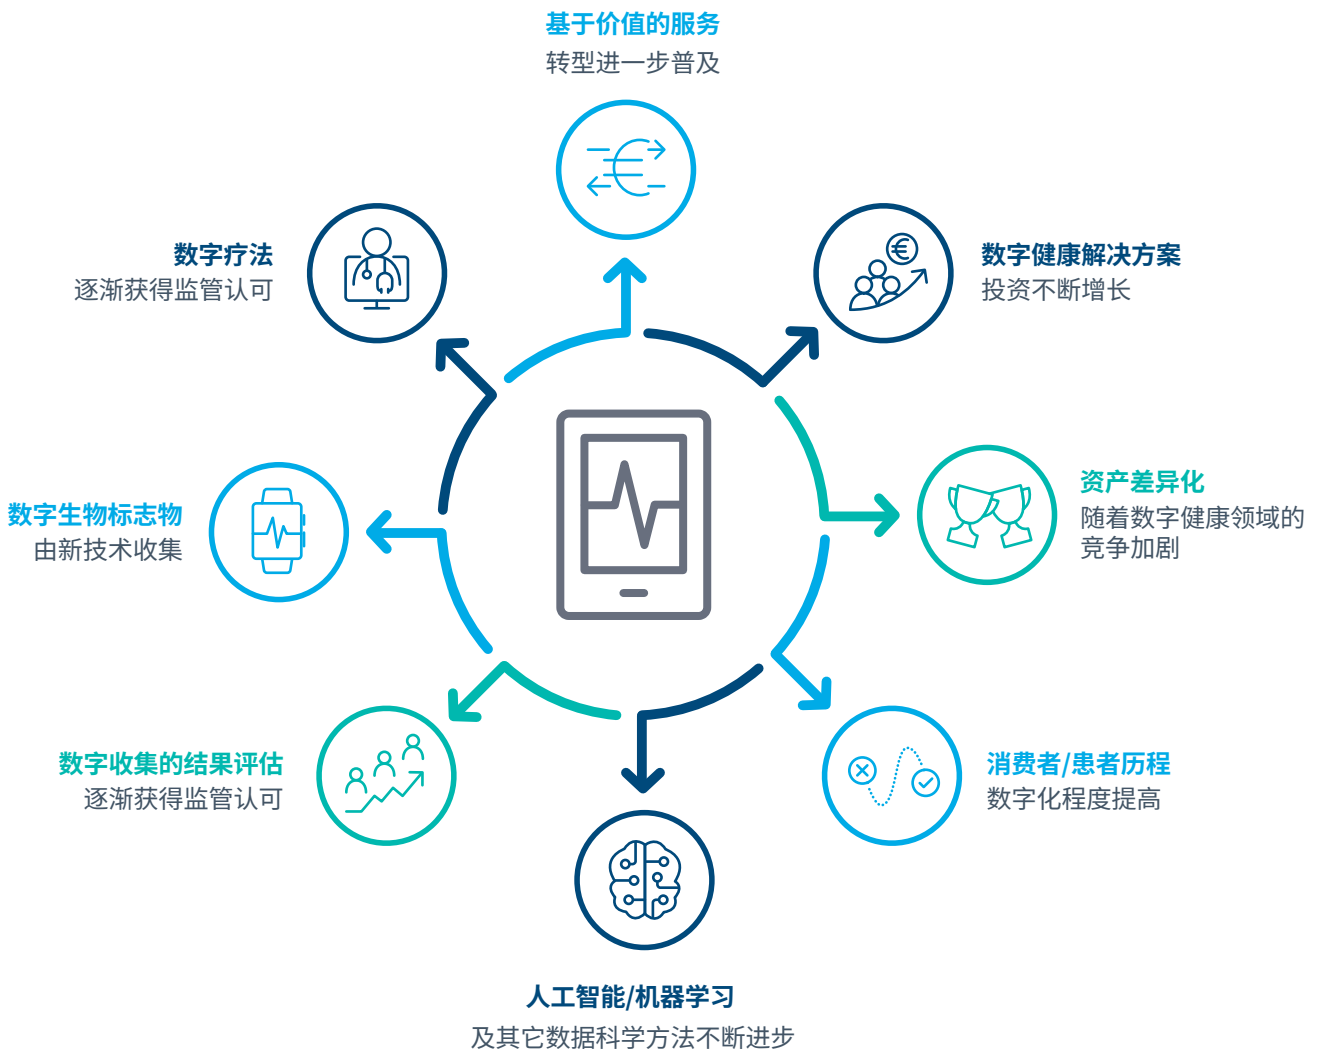 基于价值的服务
转型进一步普及
数字疗法
逐渐获得监管认可
数字健康解决方案
投资不断增长
资产差异化
随着数字健康领域的
竞争加剧
数字生物标志物
由新技术收集
数字收集的结果评估
逐渐获得监管认可
消费者/患者历程
数字化程度提高
人工智能/机器学习
及其它数据科学方法不断进步